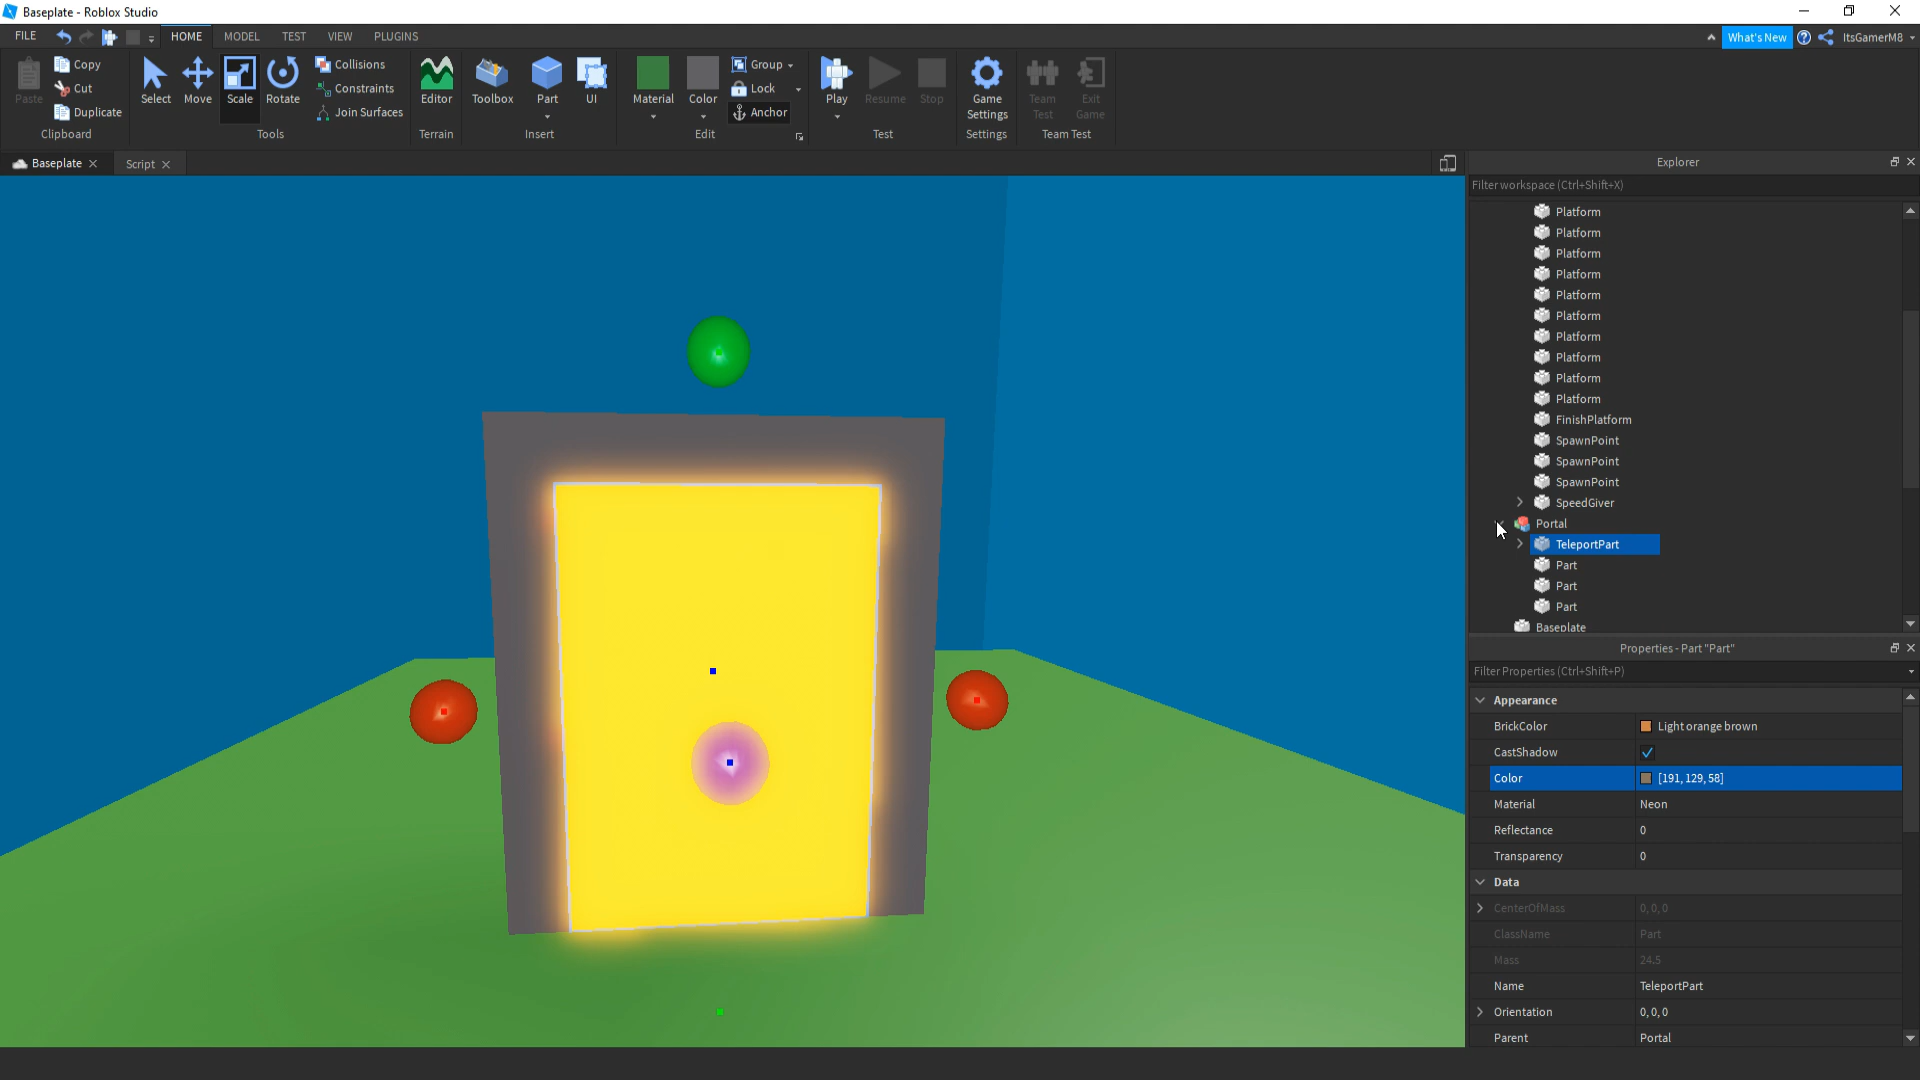 Baseplate - Roblox Studio
FILE HOME MODEL TEST VIEW PLUGINS What's New ItsGamerM8
Paste Copy Cut Duplicate Clipboard
Select Move Scale Rotate Collisions Constraints Join Surfaces Tools
Editor Terrain
Toolbox Part UI Insert
Material Color Group Lock Anchor Edit
Play Resume Stop Test
Game Settings Settings
Team Test Exit Game Team Test
Baseplate Script
Explorer
Filter workspace (Ctrl+Shift+X)
Platform
Platform
Platform
Platform
Platform
Platform
Platform
Platform
Platform
Platform
FinishPlatform
SpawnPoint
SpawnPoint
SpawnPoint
SpeedGiver
Portal
TeleportPart
Part
Part
Part
Baseplate
Properties - Part "Part"
Filter Properties (Ctrl+Shift+P)
Appearance
BrickColor Light orange brown
CastShadow
Color [191, 129, 58]
Material Neon
Reflectance 0
Transparency 0
Data
CenterOfMass 0, 0, 0
ClassName Part
Mass 24.5
Name TeleportPart
Orientation 0, 0, 0
Parent Portal